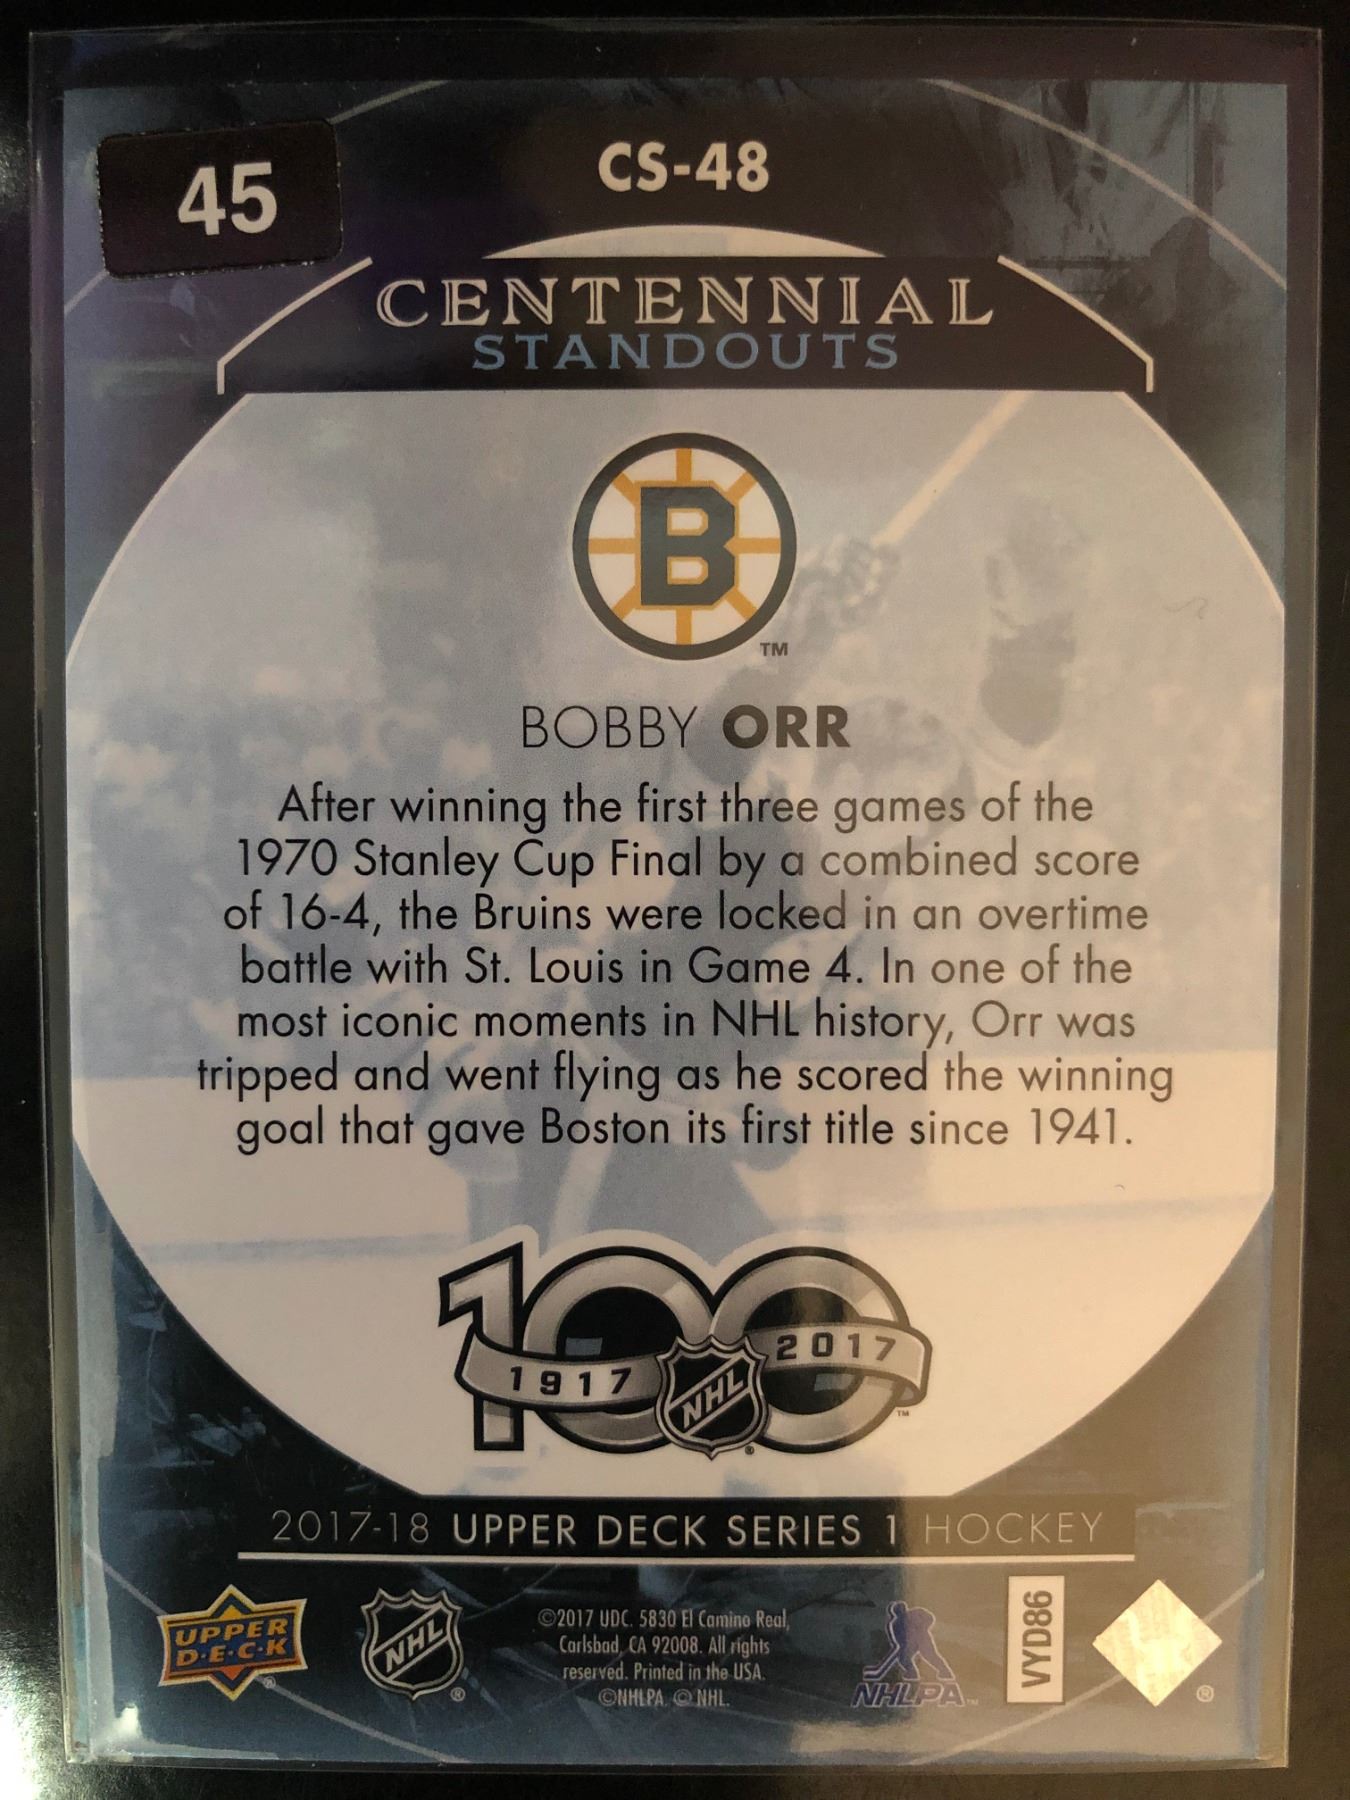 45
CS-48
CENTENNIAL
STANDOUTS
B
TM
BOBBY ORR
After winning the first three games of the
1970 Stanley Cup Final by a combined score
of 16-4, the Bruins were locked in an overtime
battle with St. Louis in Game 4. In one of the
most iconic moments in NHL history, Orr was
tripped and went flying as he scored the winning
goal that gave Boston its first title since 1941.
100
1917 NHL 2017
® TM
2017-18 UPPER DECK SERIES 1 HOCKEY
UPPER
D·E·C·K
®
NHL
®
©2017 UDC. 5830 El Camino Real,
Carlsbad, CA 92008. All rights
reserved. Printed in the USA.
©NHLPA. © NHL.
NHLPA™
VYD86
®